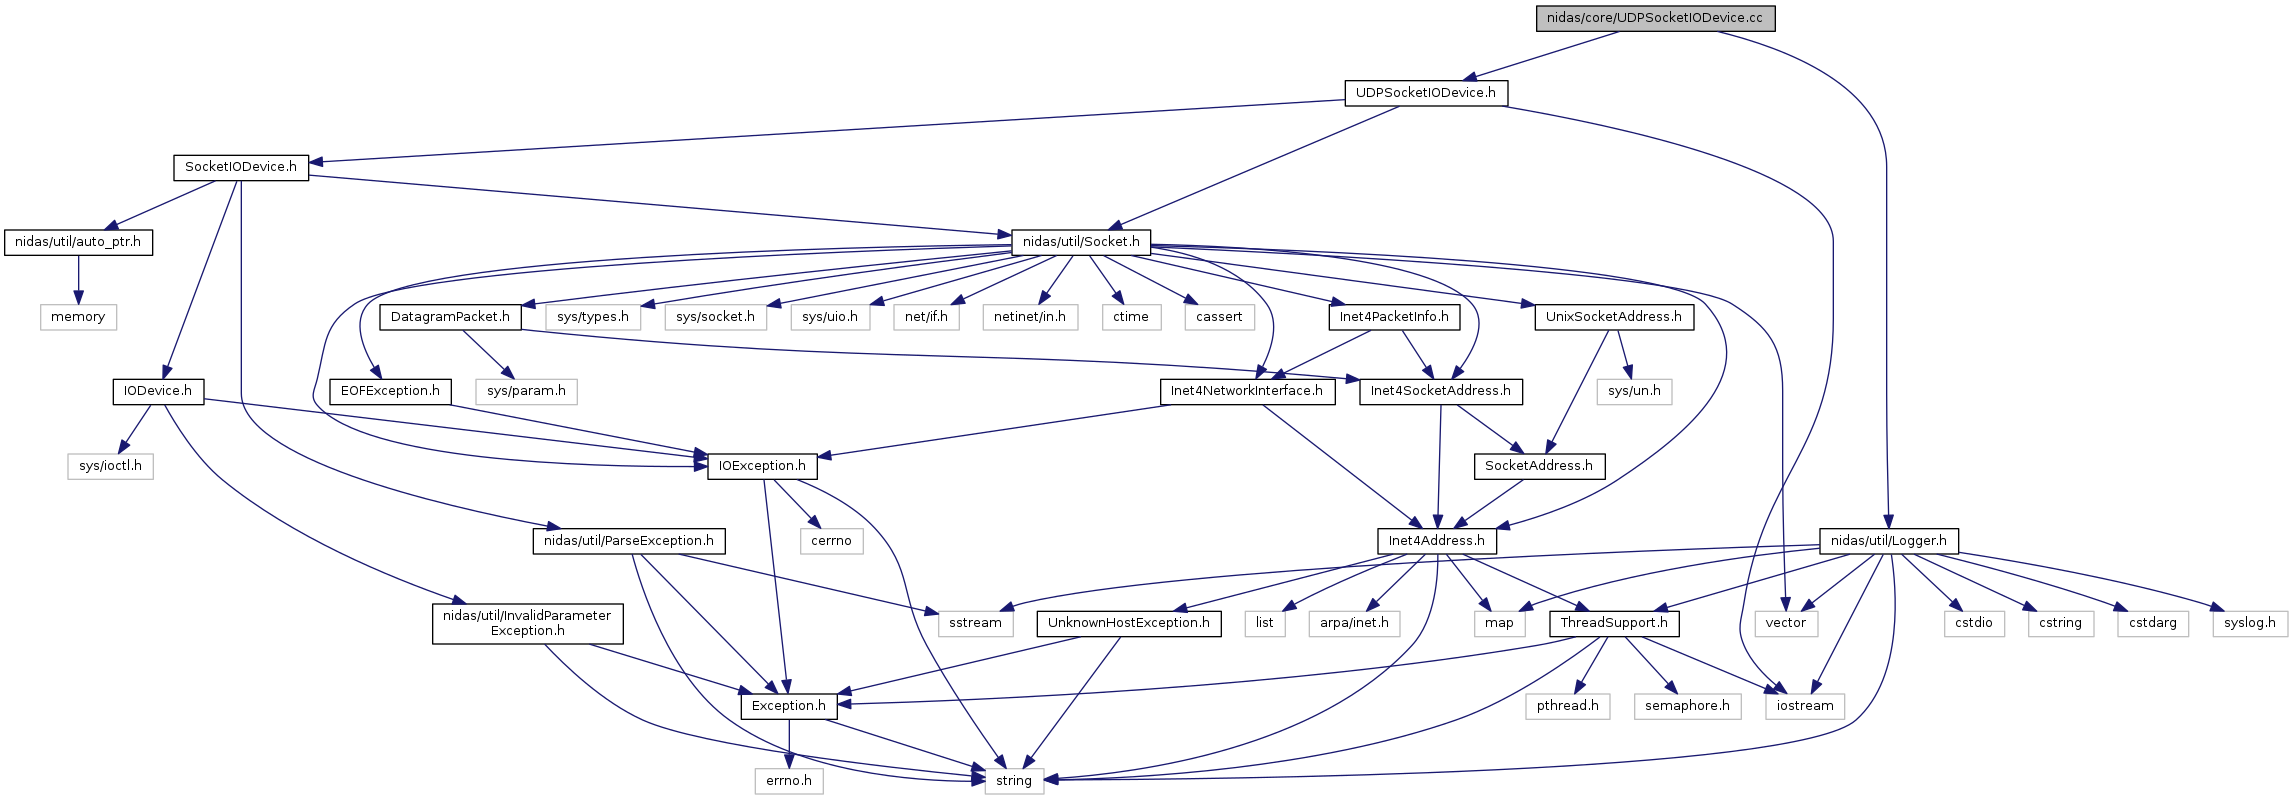 nidas/core/UDPSocketIODevice.cc
UDPSocketIODevice.h
SocketIODevice.h
nidas/util/auto_ptr.h
nidas/util/Socket.h
memory
DatagramPacket.h
sys/types.h
sys/socket.h
sys/uio.h
net/if.h
netinet/in.h
ctime
cassert
Inet4PacketInfo.h
UnixSocketAddress.h
IODevice.h
EOFException.h
sys/param.h
Inet4NetworkInterface.h
Inet4SocketAddress.h
sys/un.h
sys/ioctl.h
IOException.h
SocketAddress.h
nidas/util/ParseException.h
cerrno
Inet4Address.h
nidas/util/Logger.h
nidas/util/InvalidParameter
Exception.h
sstream
UnknownHostException.h
list
arpa/inet.h
map
ThreadSupport.h
vector
cstdio
cstring
cstdarg
syslog.h
Exception.h
pthread.h
semaphore.h
iostream
errno.h
string